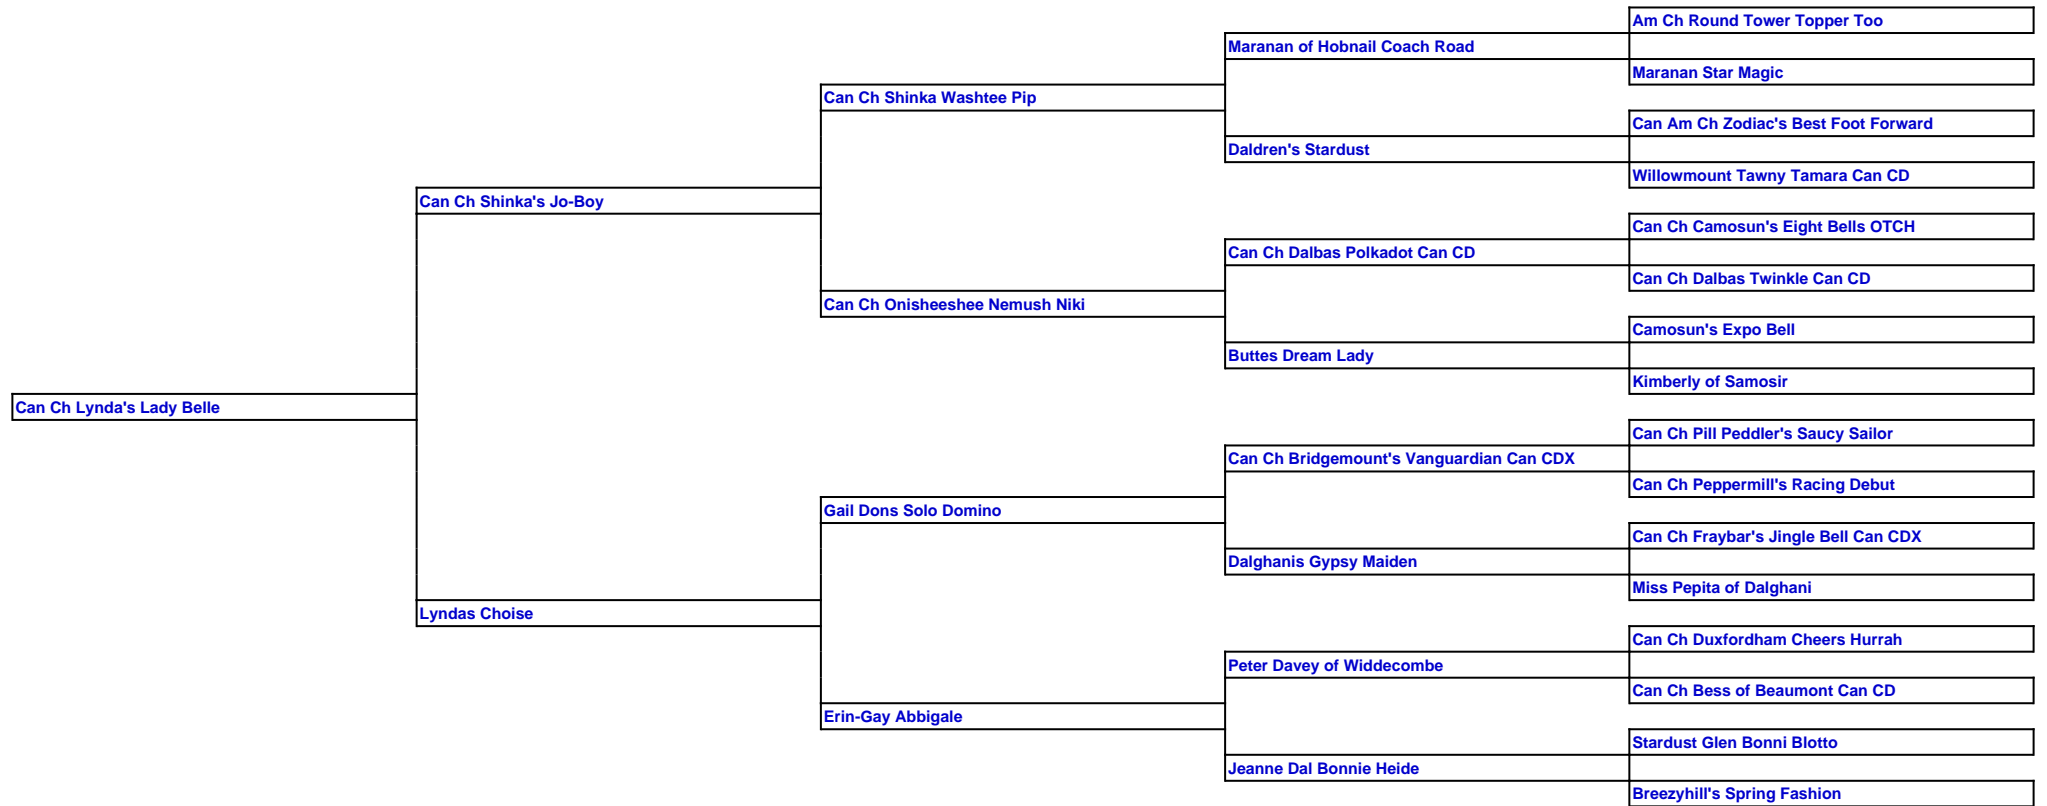 Am Ch Round Tower Topper Too
Maranan of Hobnail Coach Road
Maranan Star Magic
Can Ch Shinka Washtee Pip
Can Am Ch Zodiac's Best Foot Forward
Daldren's Stardust
Willowmount Tawny Tamara Can CD
Can Ch Shinka's Jo-Boy
Can Ch Camosun's Eight Bells OTCH
Can Ch Dalbas Polkadot Can CD
Can Ch Dalbas Twinkle Can CD
Can Ch Onisheeshee Nemush Niki
Camosun's Expo Bell
Buttes Dream Lady
Kimberly of Samosir
Can Ch Lynda's Lady Belle
Can Ch Pill Peddler's Saucy Sailor
Can Ch Bridgemount's Vanguardian Can CDX
Can Ch Peppermill's Racing Debut
Gail Dons Solo Domino
Can Ch Fraybar's Jingle Bell Can CDX
Dalghanis Gypsy Maiden
Miss Pepita of Dalghani
Lyndas Choise
Can Ch Duxfordham Cheers Hurrah
Peter Davey of Widdecombe
Can Ch Bess of Beaumont Can CD
Erin-Gay Abbigale
Stardust Glen Bonni Blotto
Jeanne Dal Bonnie Heide
Breezyhill's Spring Fashion